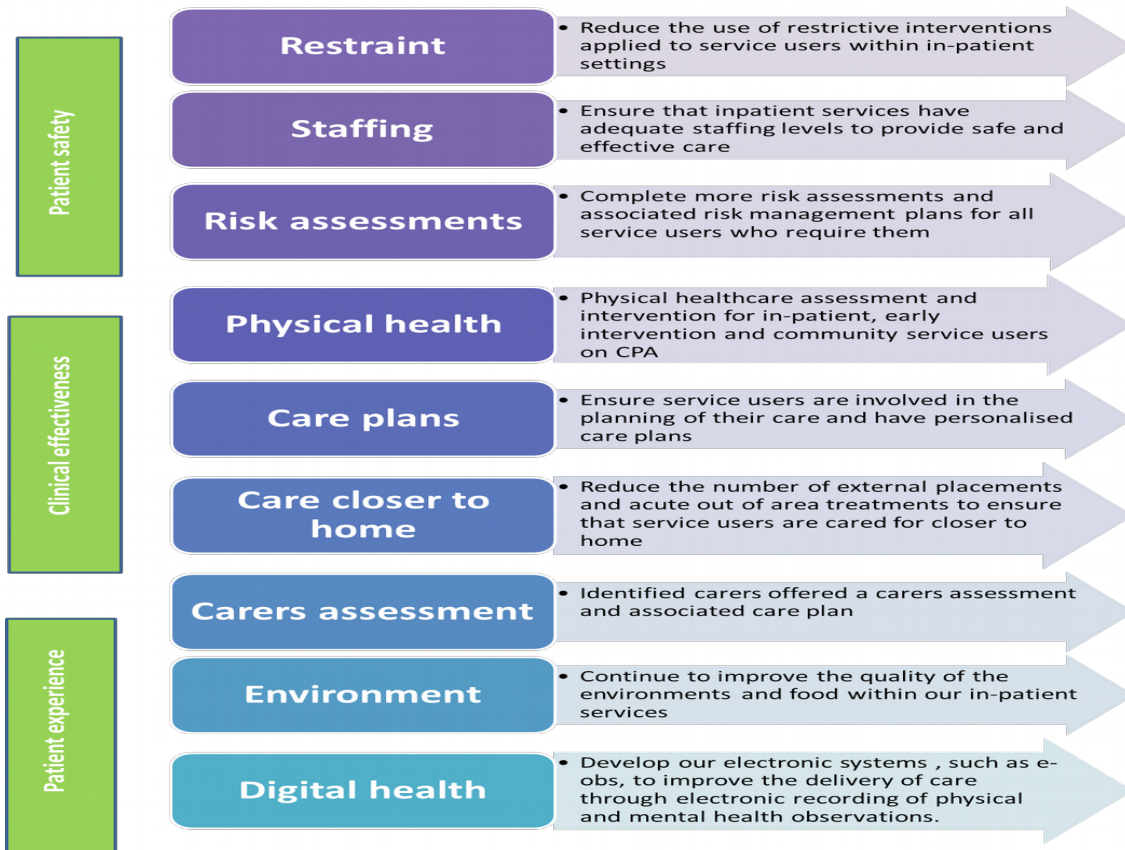 Patient safety
Restraint
• Reduce the use of restrictive interventions
applied to service users within in-patient
settings
Staffing
• Ensure that inpatient services have
adequate staffing levels to provide safe and
effective care
Risk assessments
• Complete more risk assessments and
associated risk management plans for all
service users who require them
Clinical effectiveness
Physical health
• Physical healthcare assessment and
intervention for in-patient, early
intervention and community service users
on CPA
Care plans
• Ensure service users are involved in the
planning of their care and have personalised
care plans
Care closer to
home
• Reduce the number of external placements
and acute out of area treatments to ensure
that service users are cared for closer to
home
Patient experience
Carers assessment
• Identified carers offered a carers assessment
and associated care plan
Environment
• Continue to improve the quality of the
environments and food within our in-patient
services
Digital health
• Develop our electronic systems , such as e-
obs, to improve the delivery of care
through electronic recording of physical
and mental health observations.